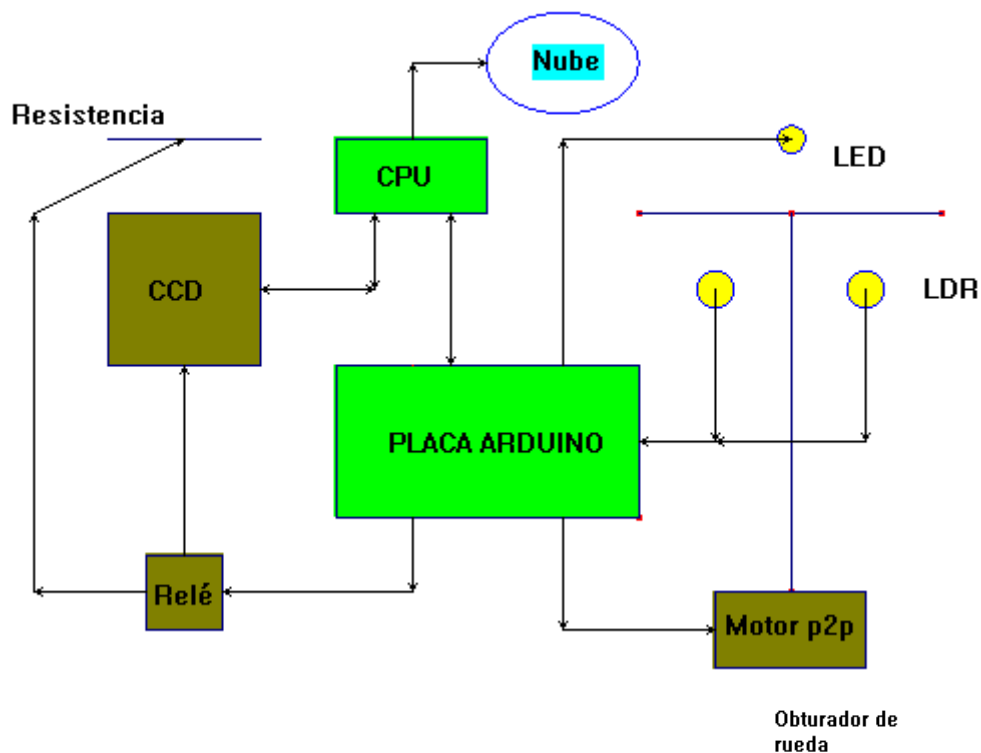 Nube
Resistencia
LED
CPU
CCD
LDR
PLACA ARDUINO
Relé
Motor p2p
Obturador de
rueda